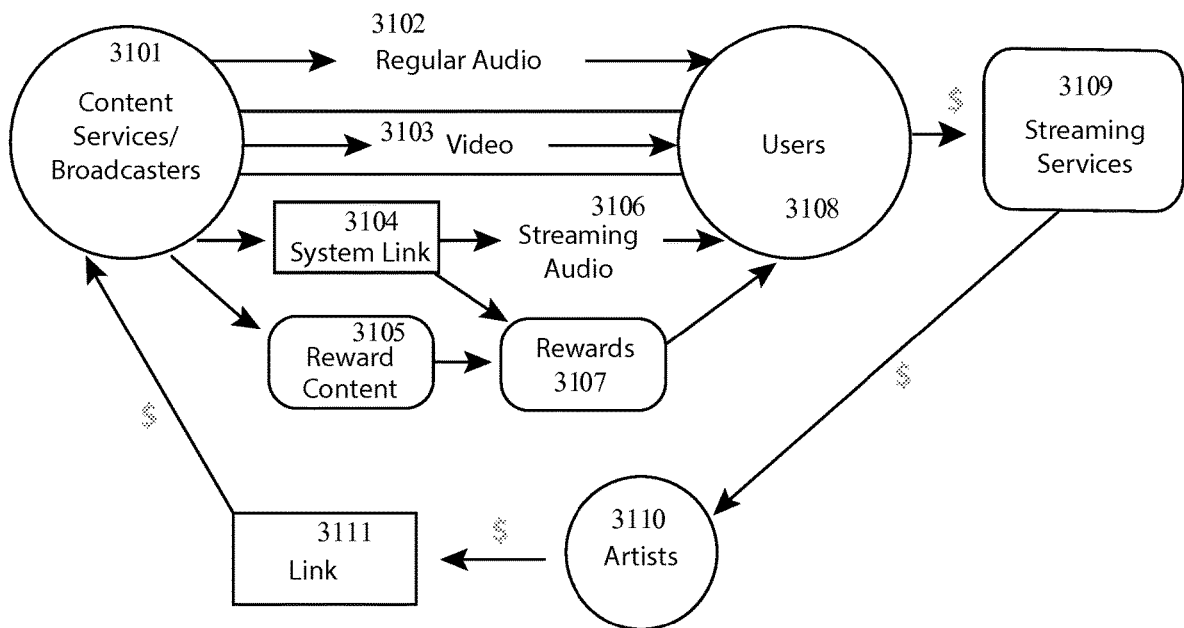 3102
3101
Regular Audio
Content
Services/
Broadcasters
3103 Video
Users
3108
$
3109
Streaming
Services
3104
System Link
3106
Streaming
Audio
3105
Reward
Content
Rewards
3107
$
$
3110
Artists
$
3111
Link